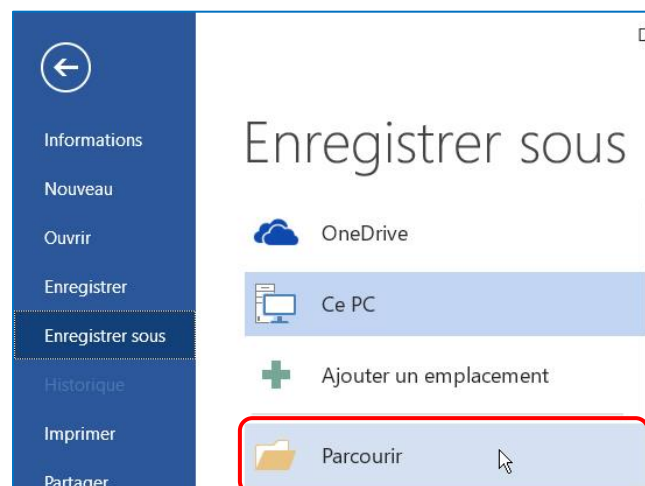 Enregistrer sous
Informations
Nouveau
Ouvrir
Enregistrer
Enregistrer sous
Historique
Imprimer
Partager
OneDrive
Ce PC
Ajouter un emplacement
Parcourir